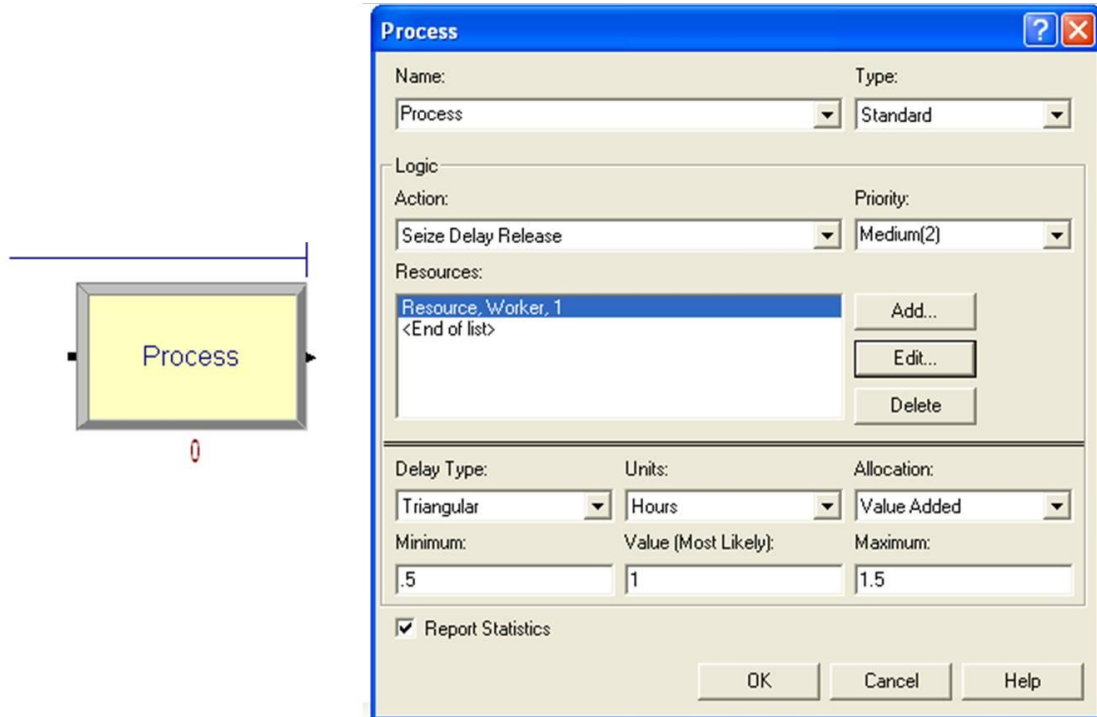 Process
0
Process
Name:
Type:
Process
Standard
Logic
Action:
Priority:
Seize Delay Release
Medium(2)
Resources:
Resource, Worker, 1
<End of list>
Add...
Edit...
Delete
Delay Type:
Units:
Allocation:
Triangular
Hours
Value Added
Minimum:
Value (Most Likely):
Maximum:
.5
1
1.5
Report Statistics
OK
Cancel
Help